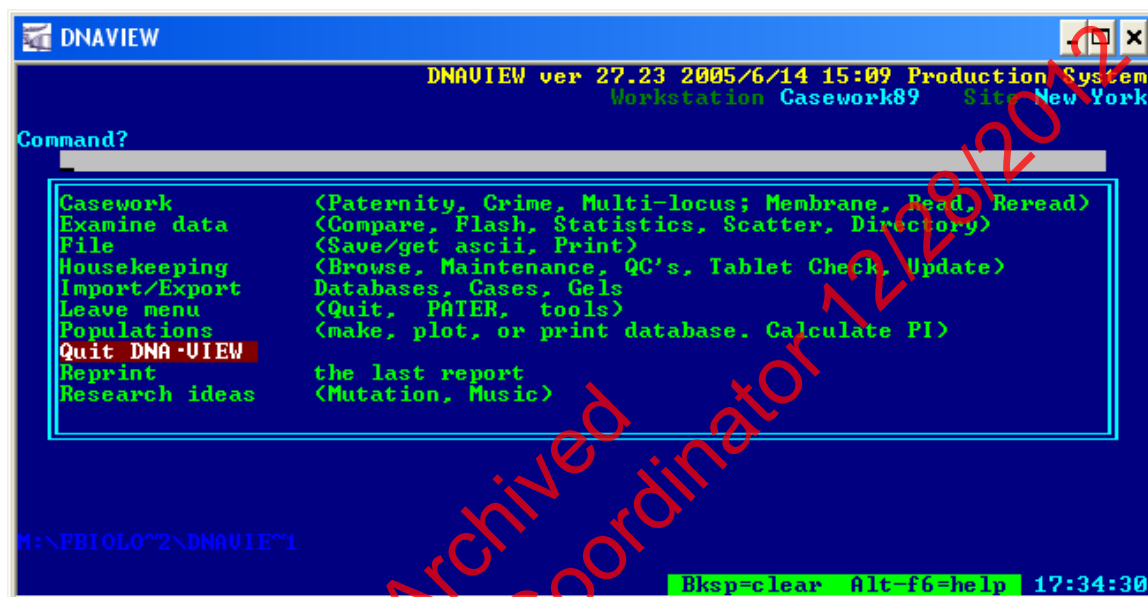 DNAVIEW
DNAVIEW ver 27.23 2005/6/14 15:09 Production System
Workstation Casework89 Site New York
Command?
Casework (Paternity, Crime, Multi-locus; Membrane, Read, Reread)
Examine data (Compare, Flash, Statistics, Scatter, Directory)
File (Save/get ascii, Print)
Housekeeping (Browse, Maintenance, QC's, Tablet Check, Update)
Import/Export Databases, Cases, Gels
Leave menu (Quit, PATER, tools)
Populations (make, plot, or print database. Calculate PI)
Quit DNA·VIEW
Reprint the last report
Research ideas (Mutation, Music)
M:\FBIOLO~2\DNAVIE~1
Bksp=clear Alt-f6=help 17:34:30
Archived
Coordinator 12/28/2012